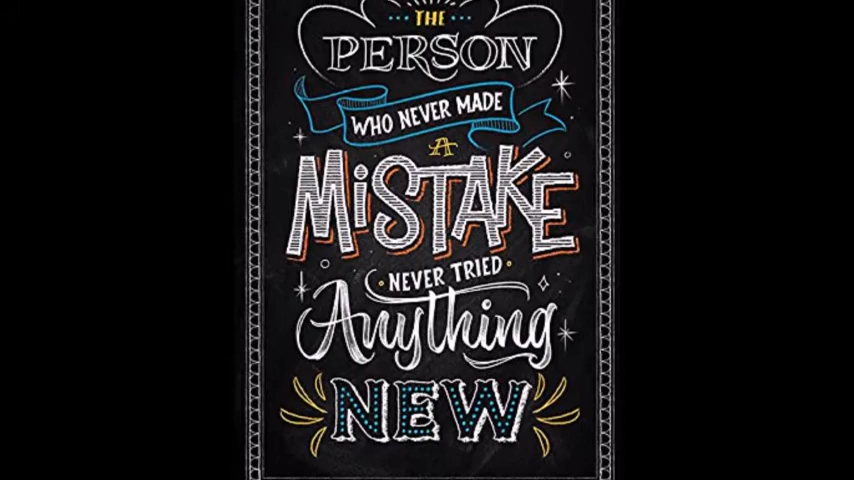 THE
PERSON
WHO NEVER MADE
A
MiSTAKE
NEVER TRIED
Anything
NEW